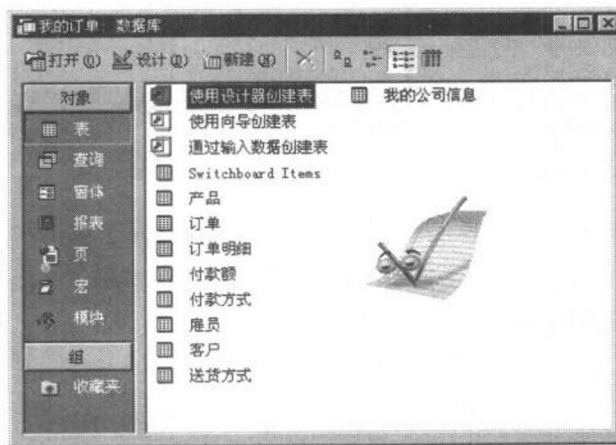 我的订单：数据库
打开(O) 设计(D) 新建(N)
对象
表
查询
窗体
报表
页
宏
模块
组
收藏夹
使用设计器创建表
使用向导创建表
通过输入数据创建表
Switchboard Items
产品
订单
订单明细
付款额
付款方式
雇员
客户
送货方式
我的公司信息